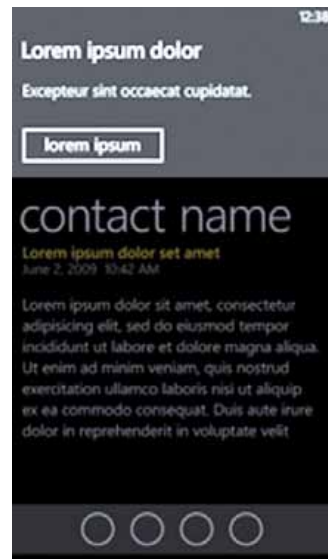 12:38
Lorem ipsum dolor
Excepteur sint occaecat cupidatat.
lorem ipsum
contact name
Lorem ipsum dolor set amet
June 2, 2009 10:42 AM
Lorem ipsum dolor sit amet, consectetur
adipisicing elit, sed do eiusmod tempor
incididunt ut labore et dolore magna aliqua.
Ut enim ad minim veniam, quis nostrud
exercitation ullamco laboris nisi ut aliquip
ex ea commodo consequat. Duis aute irure
dolor in reprehenderit in voluptate velit